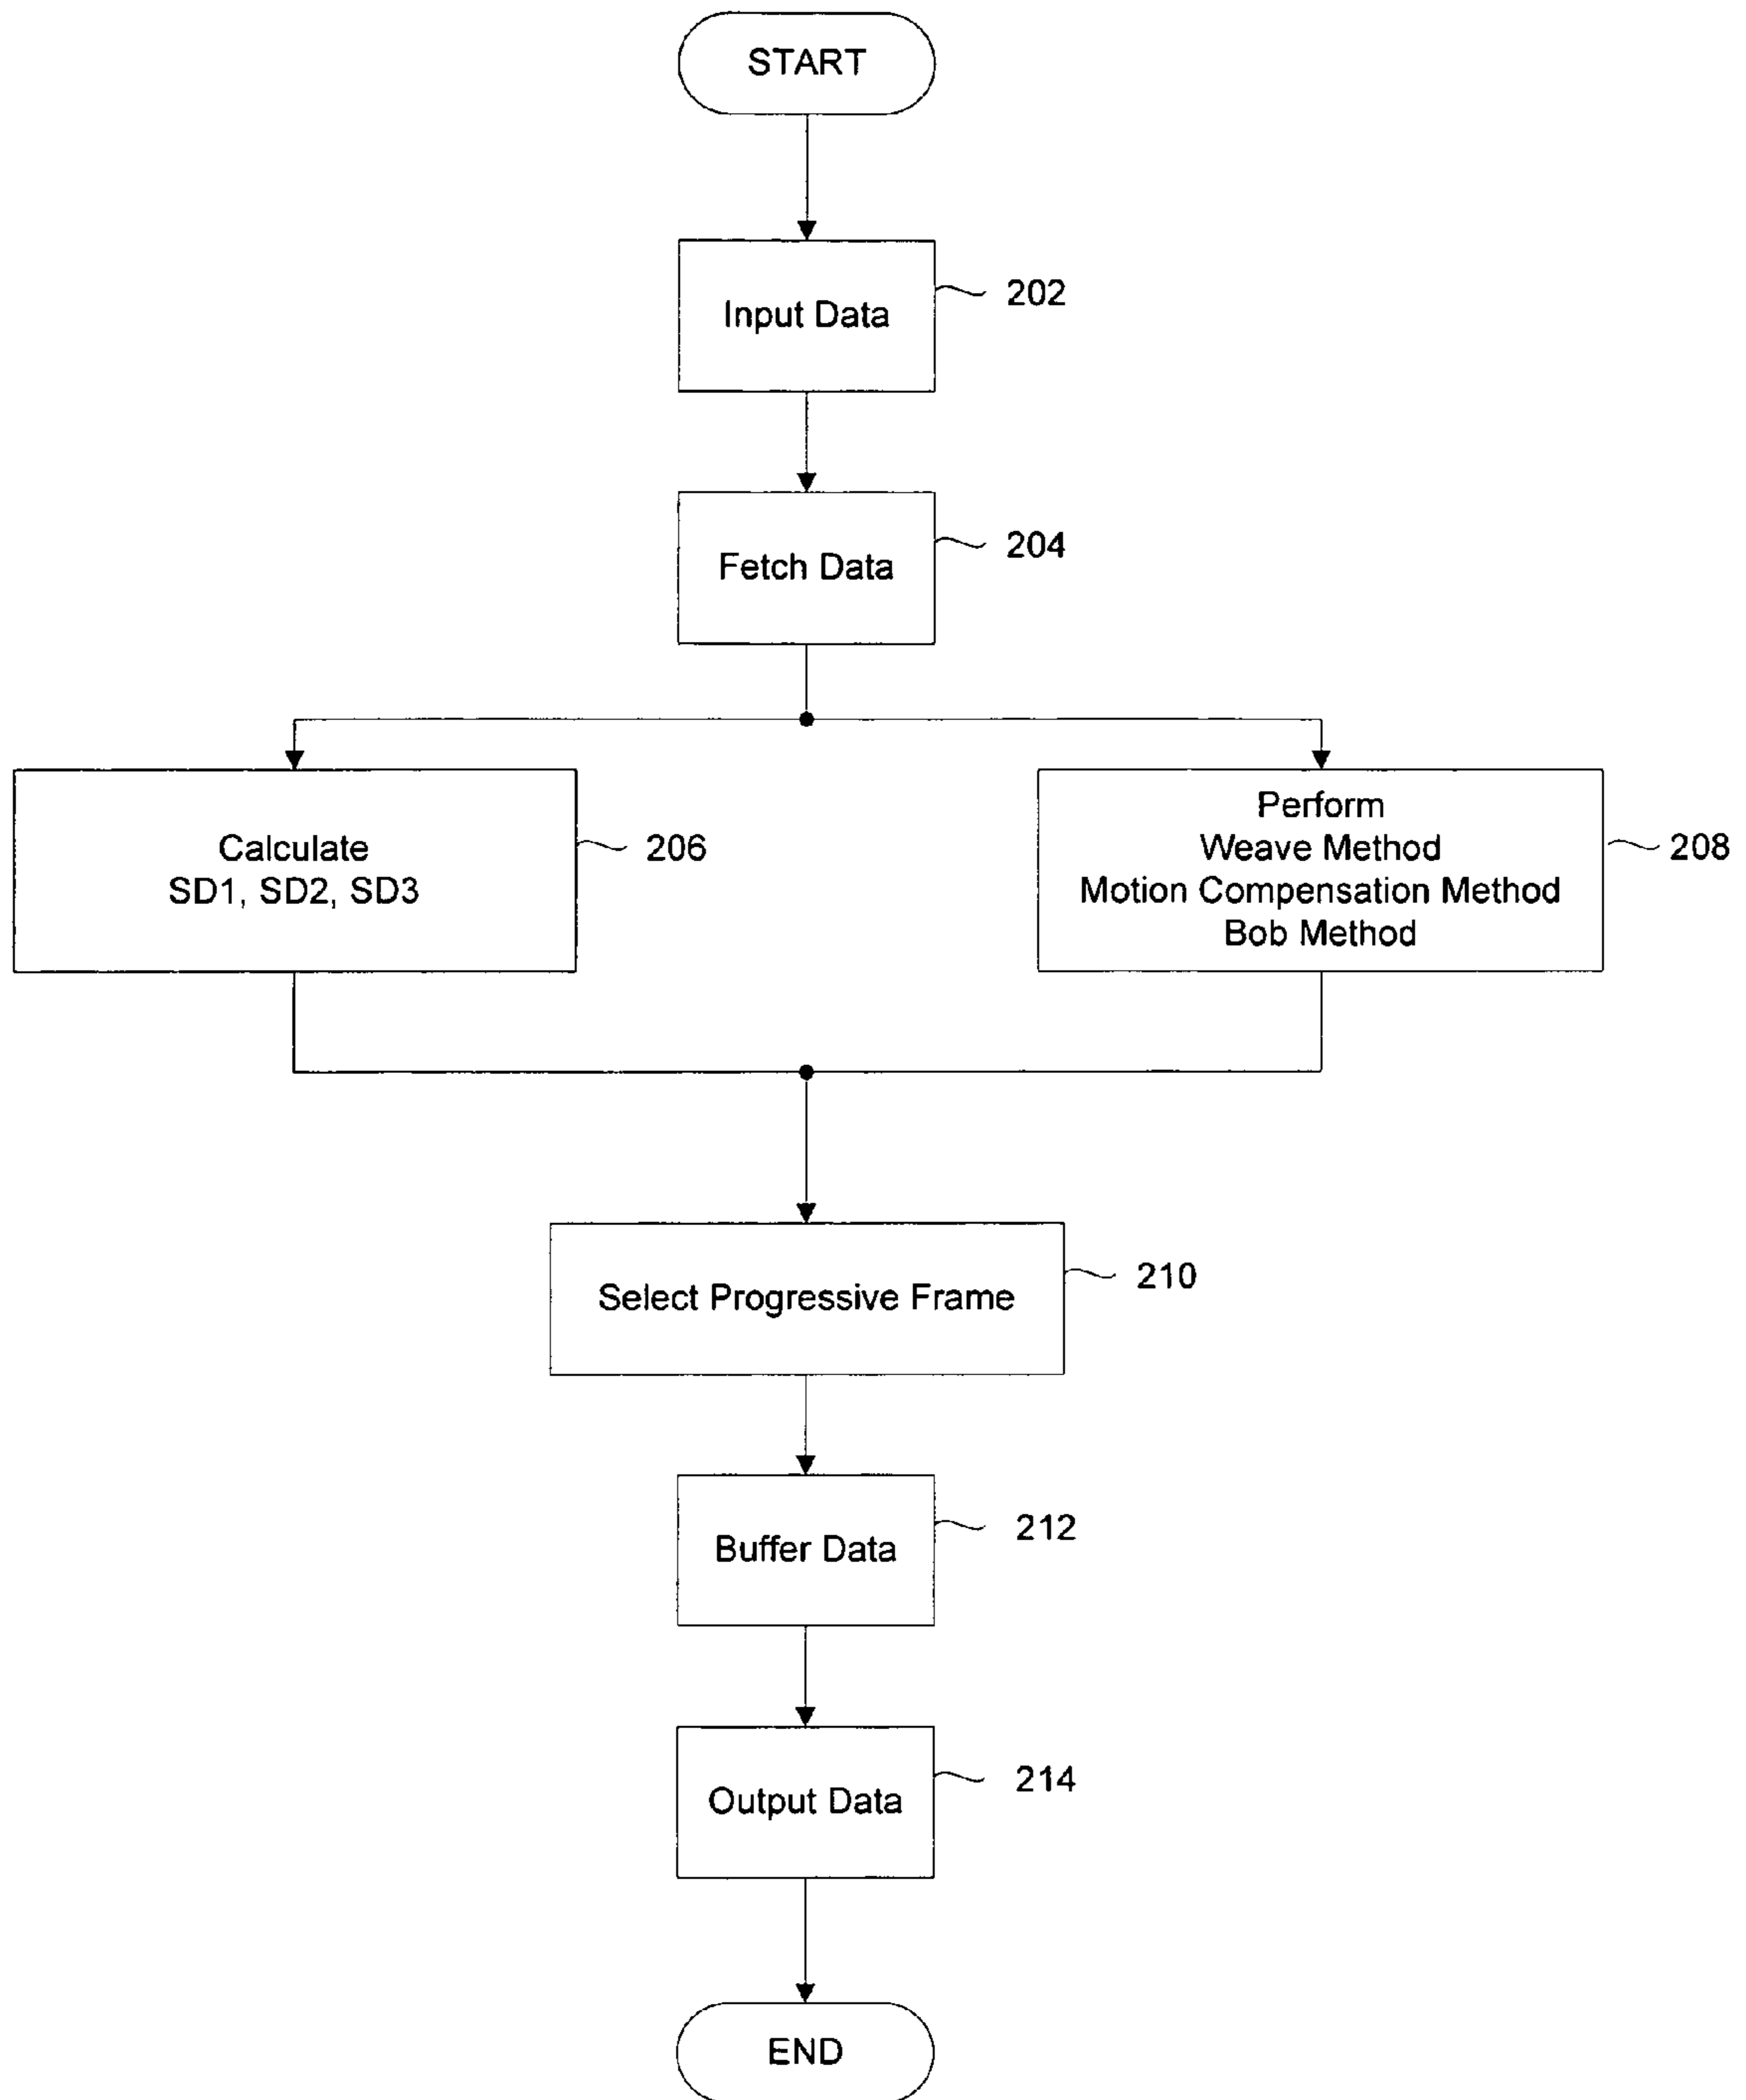 START
Input Data
202
Fetch Data
204
Calculate
SD1, SD2, SD3
206
Perform
Weave Method
Motion Compensation Method
Bob Method
208
Select Progressive Frame
210
Buffer Data
212
Output Data
214
END